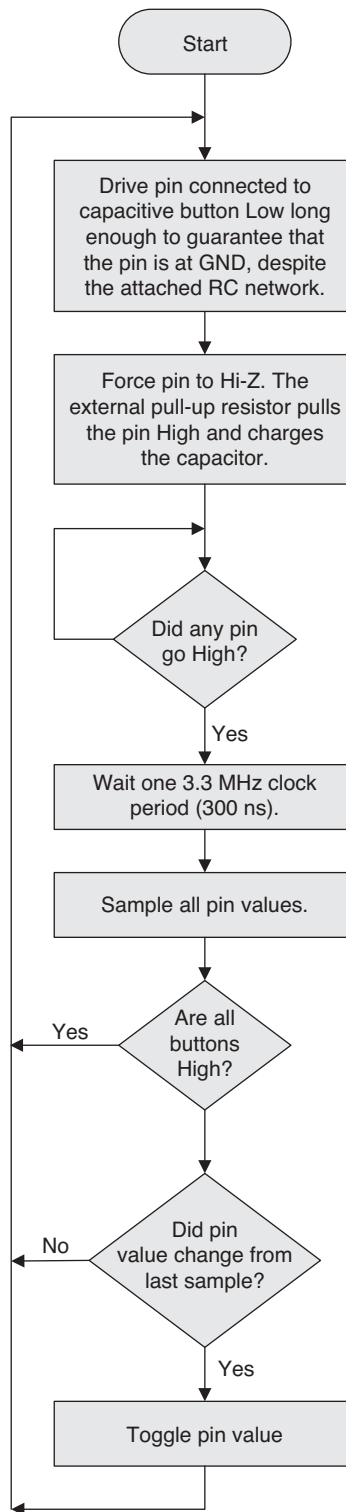 Start
Drive pin connected to
capacitive button Low long
enough to guarantee that
the pin is at GND, despite
the attached RC network.
Force pin to Hi-Z. The
external pull-up resistor pulls
the pin High and charges
the capacitor.
Did any pin
go High?
Yes
Wait one 3.3 MHz clock
period (300 ns).
Sample all pin values.
Are all
buttons
High?
Yes
Did pin
value change from
last sample?
No
Yes
Toggle pin value